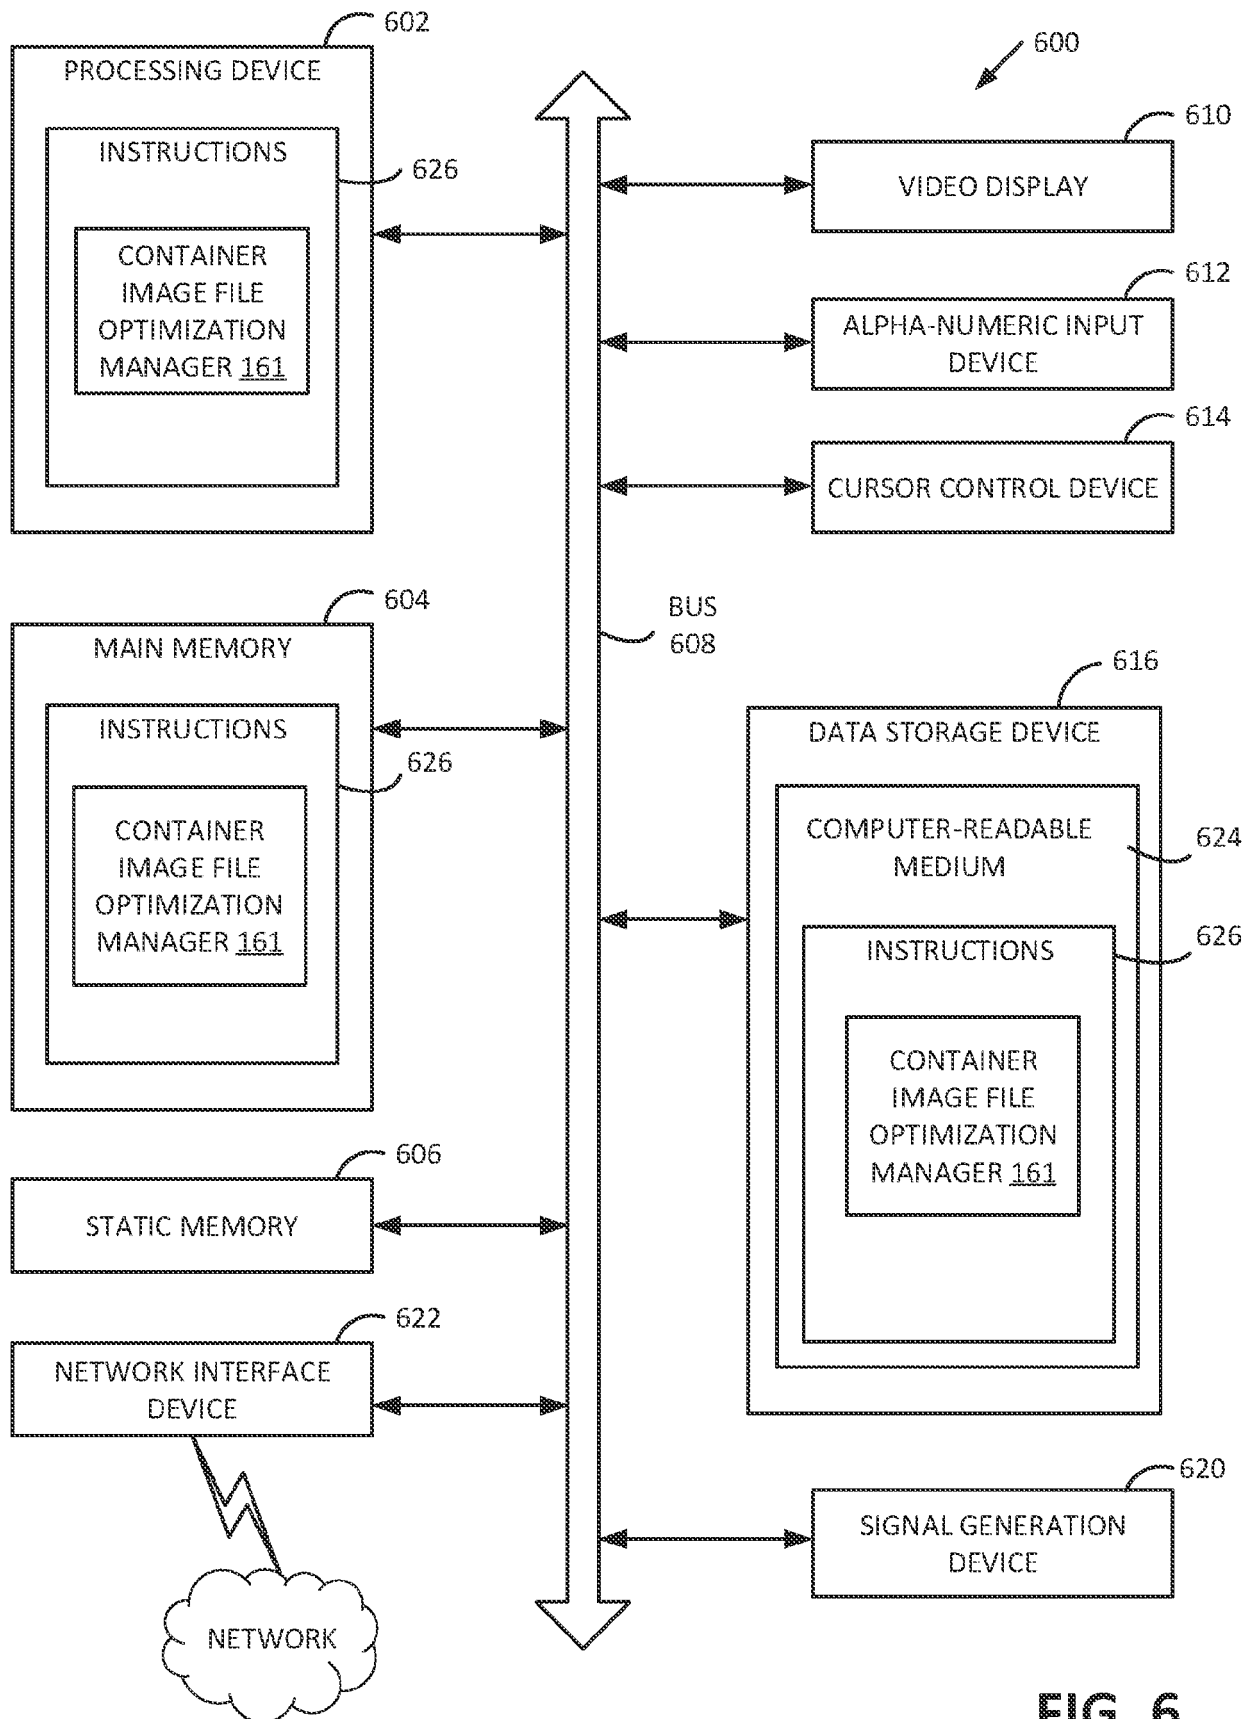 602
PROCESSING DEVICE
INSTRUCTIONS
626
CONTAINER
IMAGE FILE
OPTIMIZATION
MANAGER 161
604
MAIN MEMORY
INSTRUCTIONS
626
CONTAINER
IMAGE FILE
OPTIMIZATION
MANAGER 161
606
STATIC MEMORY
622
NETWORK INTERFACE
DEVICE
NETWORK
BUS
608
600
610
VIDEO DISPLAY
612
ALPHA-NUMERIC INPUT
DEVICE
614
CURSOR CONTROL DEVICE
616
DATA STORAGE DEVICE
COMPUTER-READABLE
MEDIUM
624
INSTRUCTIONS
626
CONTAINER
IMAGE FILE
OPTIMIZATION
MANAGER 161
620
SIGNAL GENERATION
DEVICE
FIG. 6